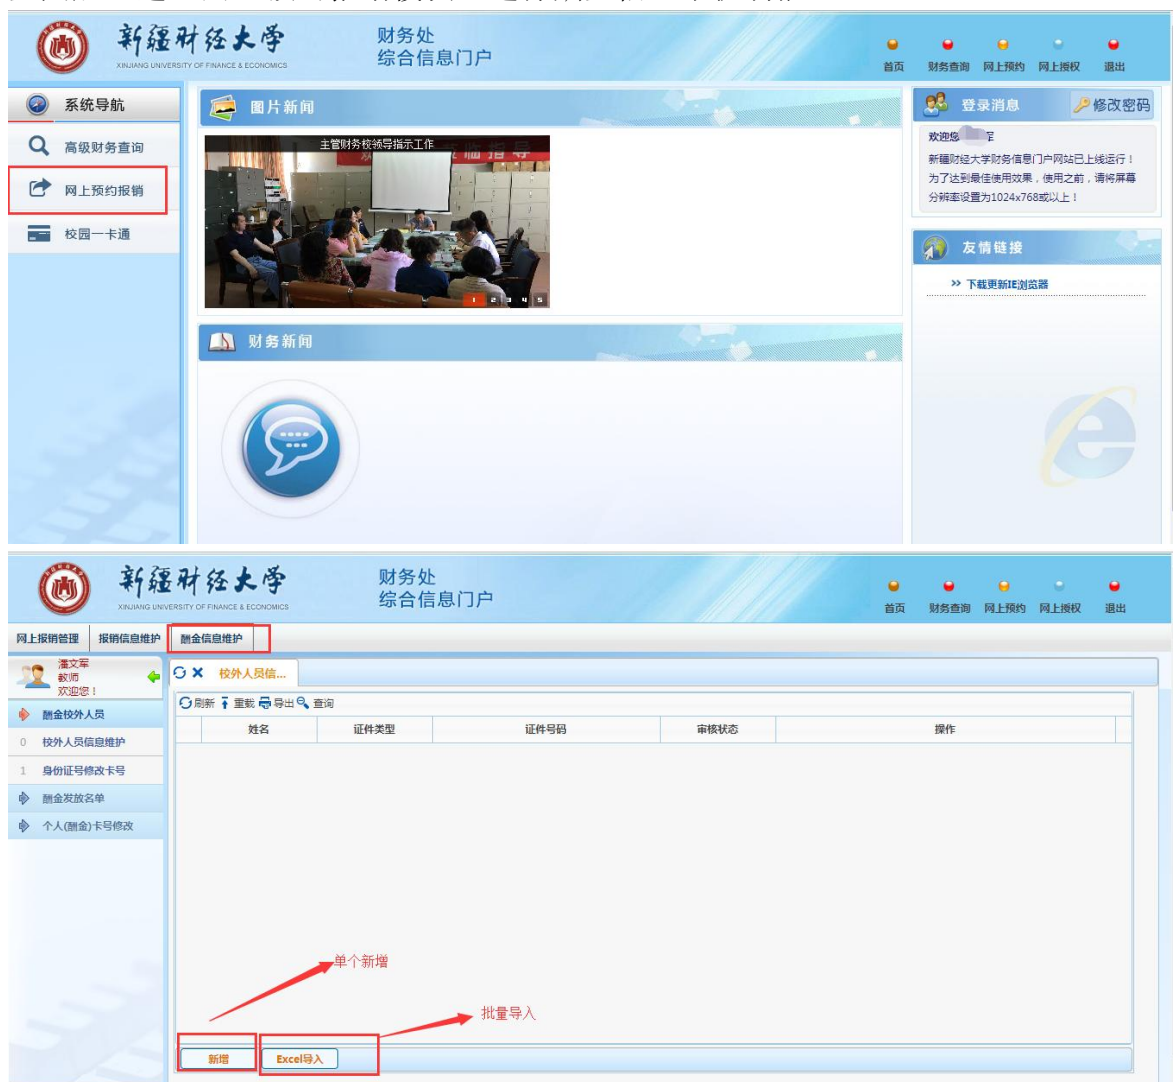 新疆财经大学
XINJIANG UNIVERSITY OF FINANCE & ECONOMICS
财务处
综合信息门户
首页 财务查询 网上预约 网上授权 退出
系统导航
高级财务查询
网上预约报销
校园一卡通
图片新闻
主管财务校领导指示工作
临指导
1 2 3 4 5
财务新闻
登录消息 修改密码
欢迎您
新疆财经大学财务信息门户网站已上线运行！
为了达到最佳使用效果，使用之前，请将屏幕
分辨率设置为1024x768或以上！
友情链接
>> 下载更新IE浏览器
新疆财经大学
XINJIANG UNIVERSITY OF FINANCE & ECONOMICS
财务处
综合信息门户
首页 财务查询 网上预约 网上授权 退出
网上报销管理 报销信息维护 酬金信息维护
潘文军
教师
欢迎您！
酬金校外人员
0 校外人员信息维护
1 身份证号修改卡号
酬金发放名单
个人(酬金)卡号修改
校外人员信...
刷新 重载 导出 查询
姓名 证件类型 证件号码 审核状态 操作
单个新增
批量导入
新增 Excel导入